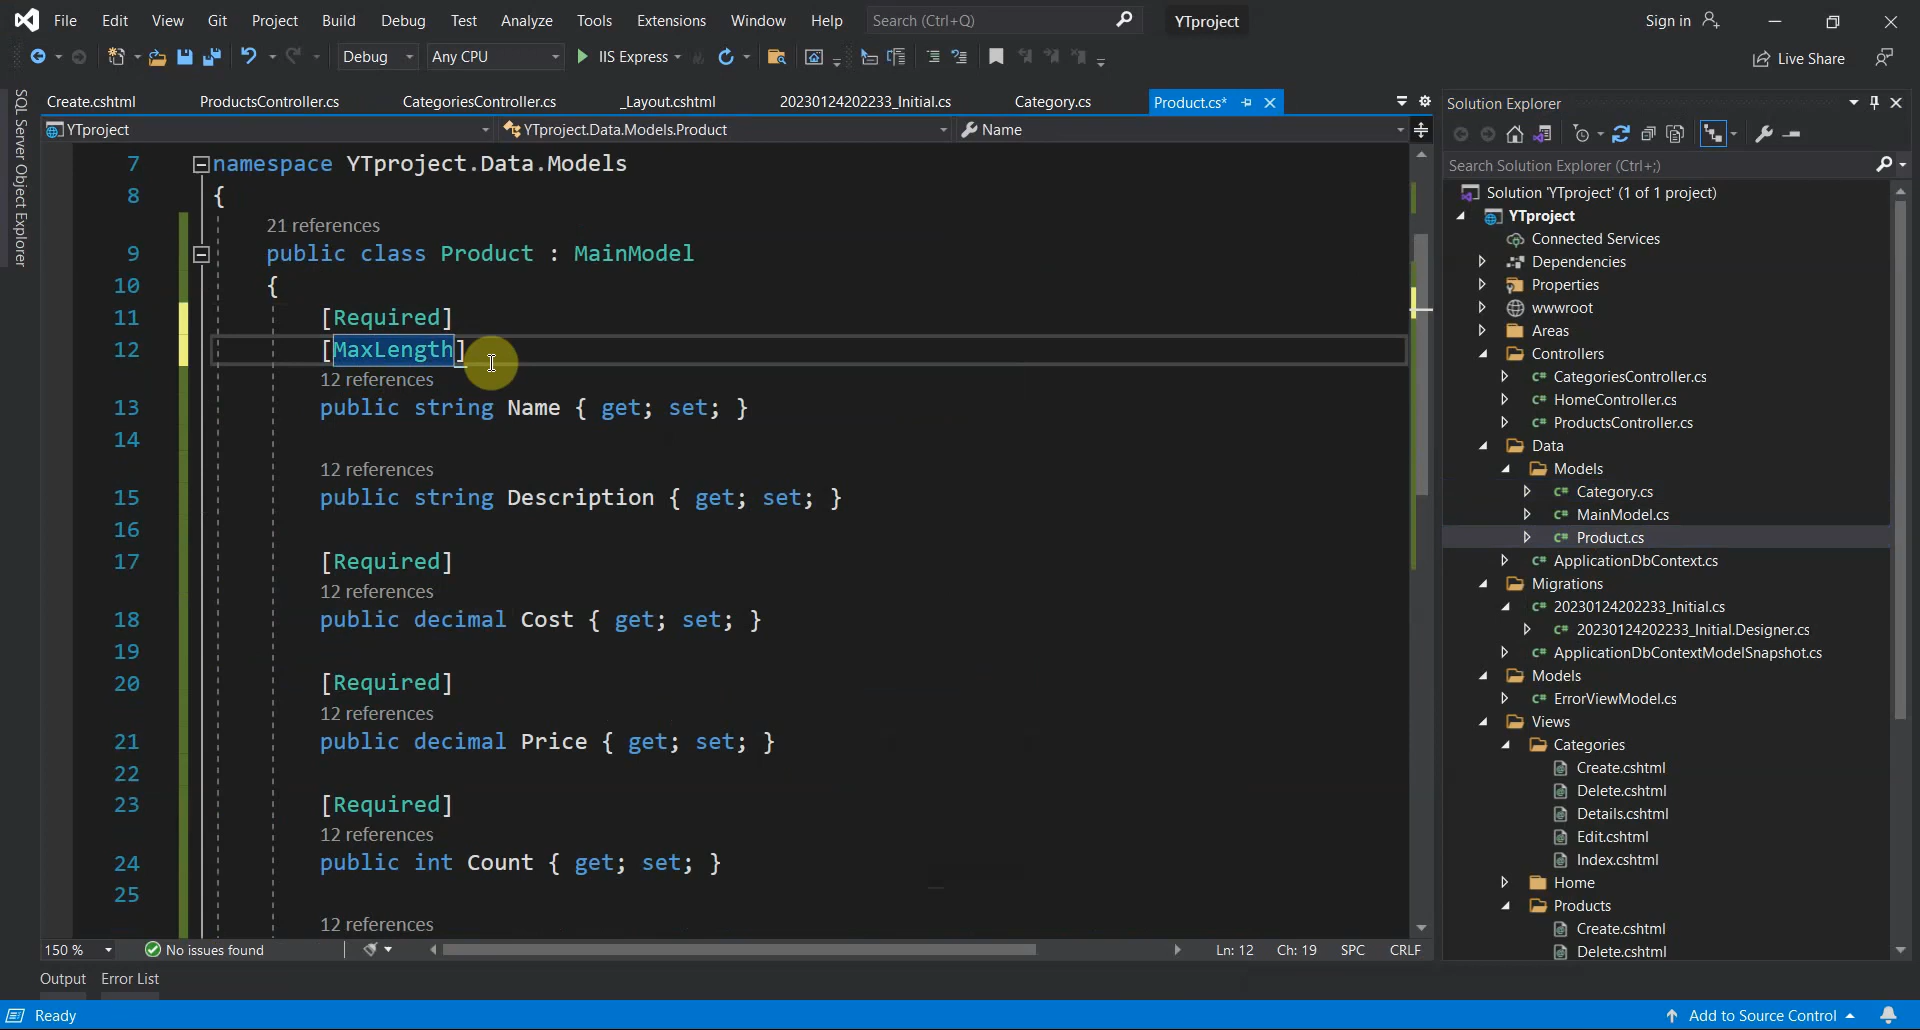 File Edit View Git Project Build Debug Test Analyze Tools Extensions Window Help Search (Ctrl+Q) YTproject Sign in
Debug Any CPU IIS Express Live Share
SQL Server Object Explorer
Create.cshtml ProductsController.cs CategoriesController.cs _Layout.cshtml 20230124202233_Initial.cs Category.cs Product.cs*
YTproject YTproject.Data.Models.Product Name
7 namespace YTproject.Data.Models
8 {
21 references
9 public class Product : MainModel
10 {
11 [Required]
12 [MaxLength]
12 references
13 public string Name { get; set; }
14
12 references
15 public string Description { get; set; }
16
17 [Required]
12 references
18 public decimal Cost { get; set; }
19
20 [Required]
12 references
21 public decimal Price { get; set; }
22
23 [Required]
12 references
24 public int Count { get; set; }
25
12 references
150 % No issues found Ln: 12 Ch: 19 SPC CRLF
Solution Explorer
Search Solution Explorer (Ctrl+;)
Solution 'YTproject' (1 of 1 project)
YTproject
Connected Services
Dependencies
Properties
wwwroot
Areas
Controllers
C# CategoriesController.cs
C# HomeController.cs
C# ProductsController.cs
Data
Models
C# Category.cs
C# MainModel.cs
C# Product.cs
C# ApplicationDbContext.cs
Migrations
C# 20230124202233_Initial.cs
C# 20230124202233_Initial.Designer.cs
C# ApplicationDbContextModelSnapshot.cs
Models
C# ErrorViewModel.cs
Views
Categories
Create.cshtml
Delete.cshtml
Details.cshtml
Edit.cshtml
Index.cshtml
Home
Products
Create.cshtml
Delete.cshtml
Output Error List
Ready Add to Source Control